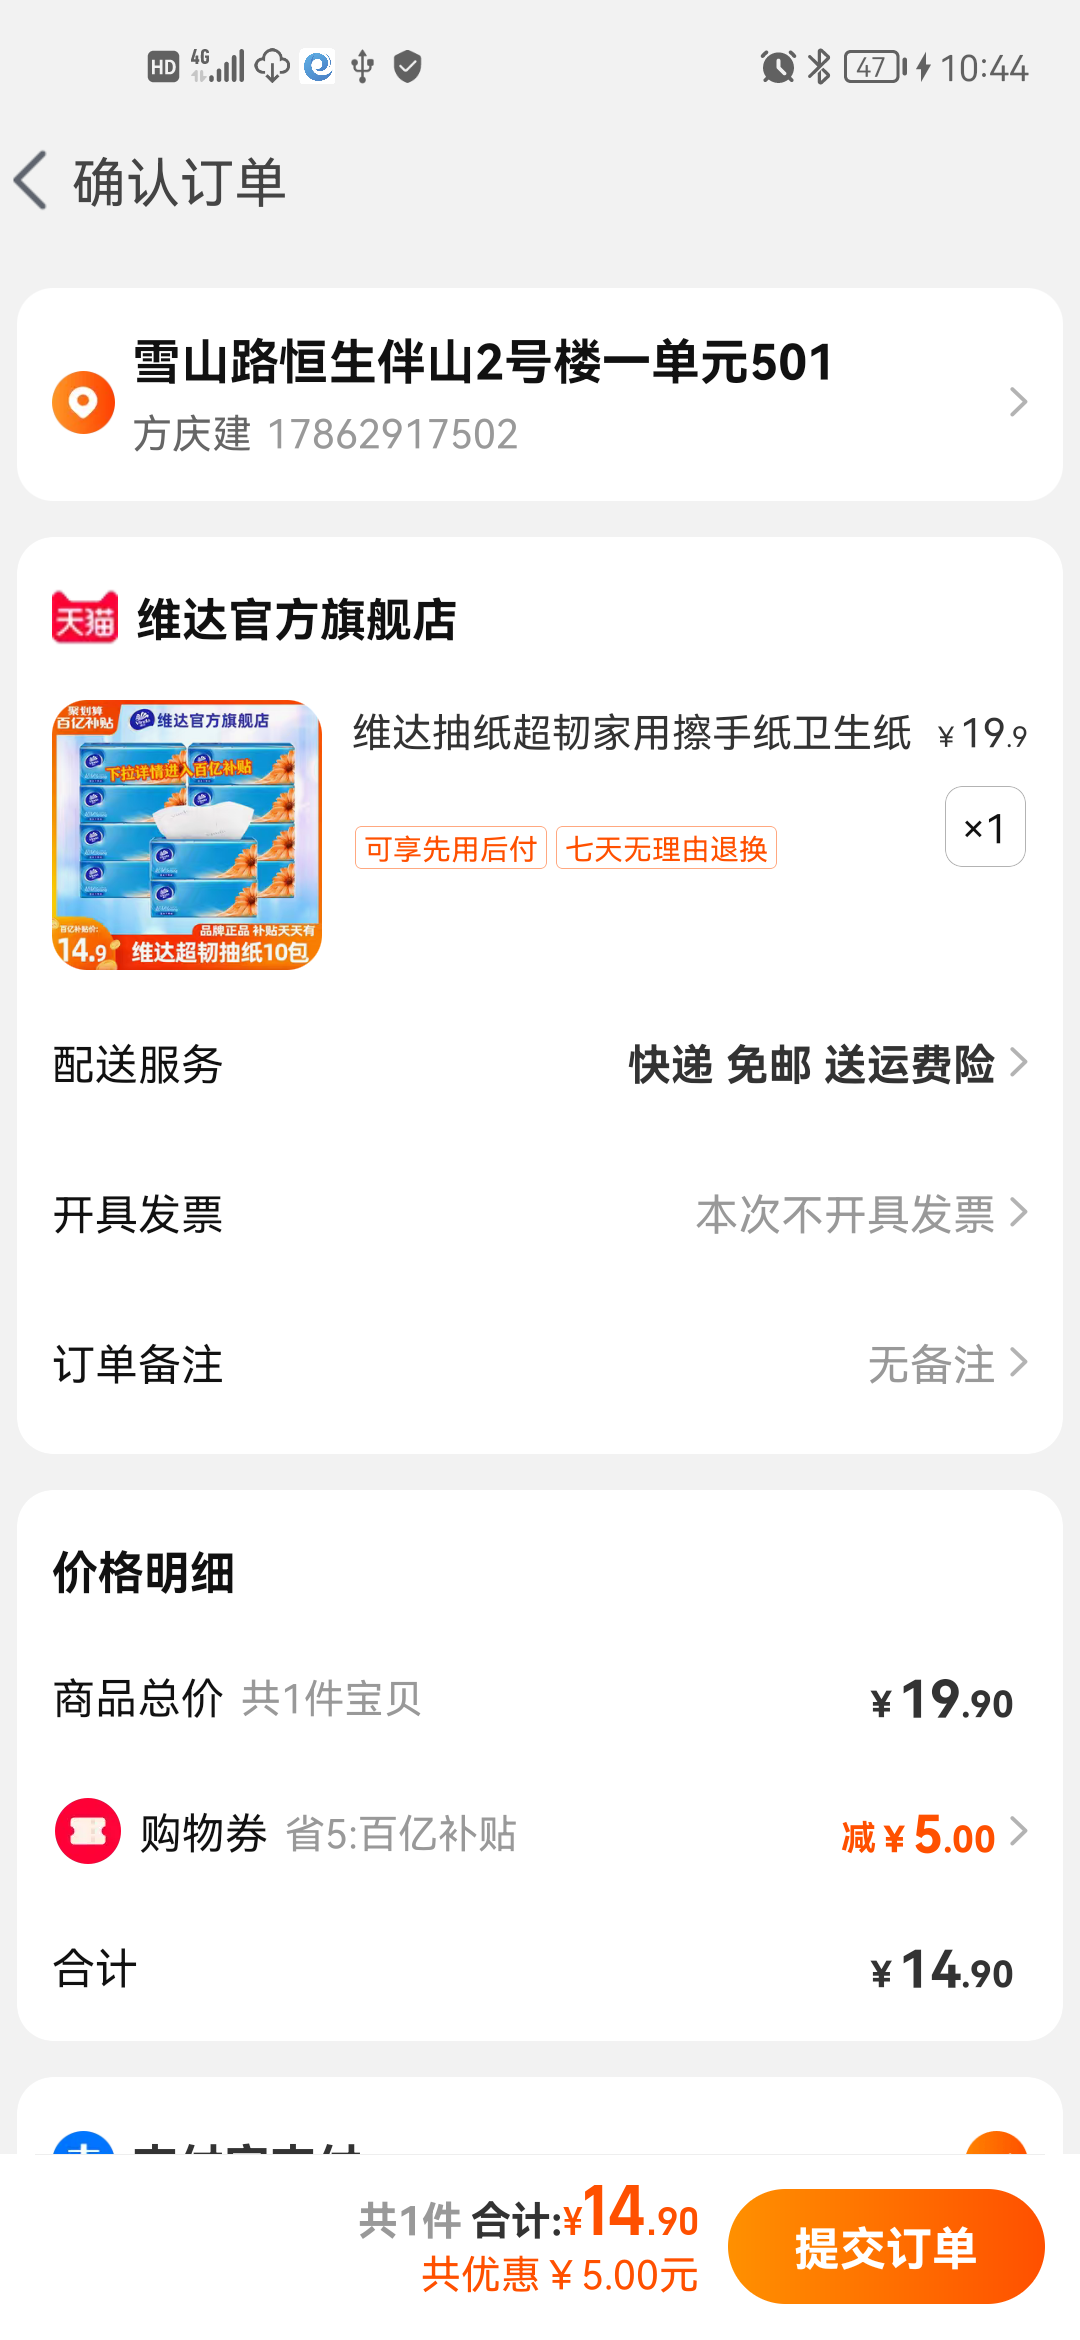 HD 4G 47 10:44
确认订单
雪山路恒生伴山2号楼一单元501
方庆建 17862917502
天猫 维达官方旗舰店
聚划算
百亿补贴
维达官方旗舰店
下拉详情进入百亿补贴
百亿补贴价:
14.9
品牌正品 补贴天天有
维达超韧抽纸10包
维达抽纸超韧家用擦手纸卫生纸 ¥19.9
×1
可享先用后付 七天无理由退换
配送服务 快递 免邮 送运费险
开具发票 本次不开具发票
订单备注 无备注
价格明细
商品总价 共1件宝贝 ¥19.90
购物券 省5:百亿补贴 减¥5.00
合计 ¥14.90
共1件 合计:¥14.90
共优惠¥5.00元
提交订单